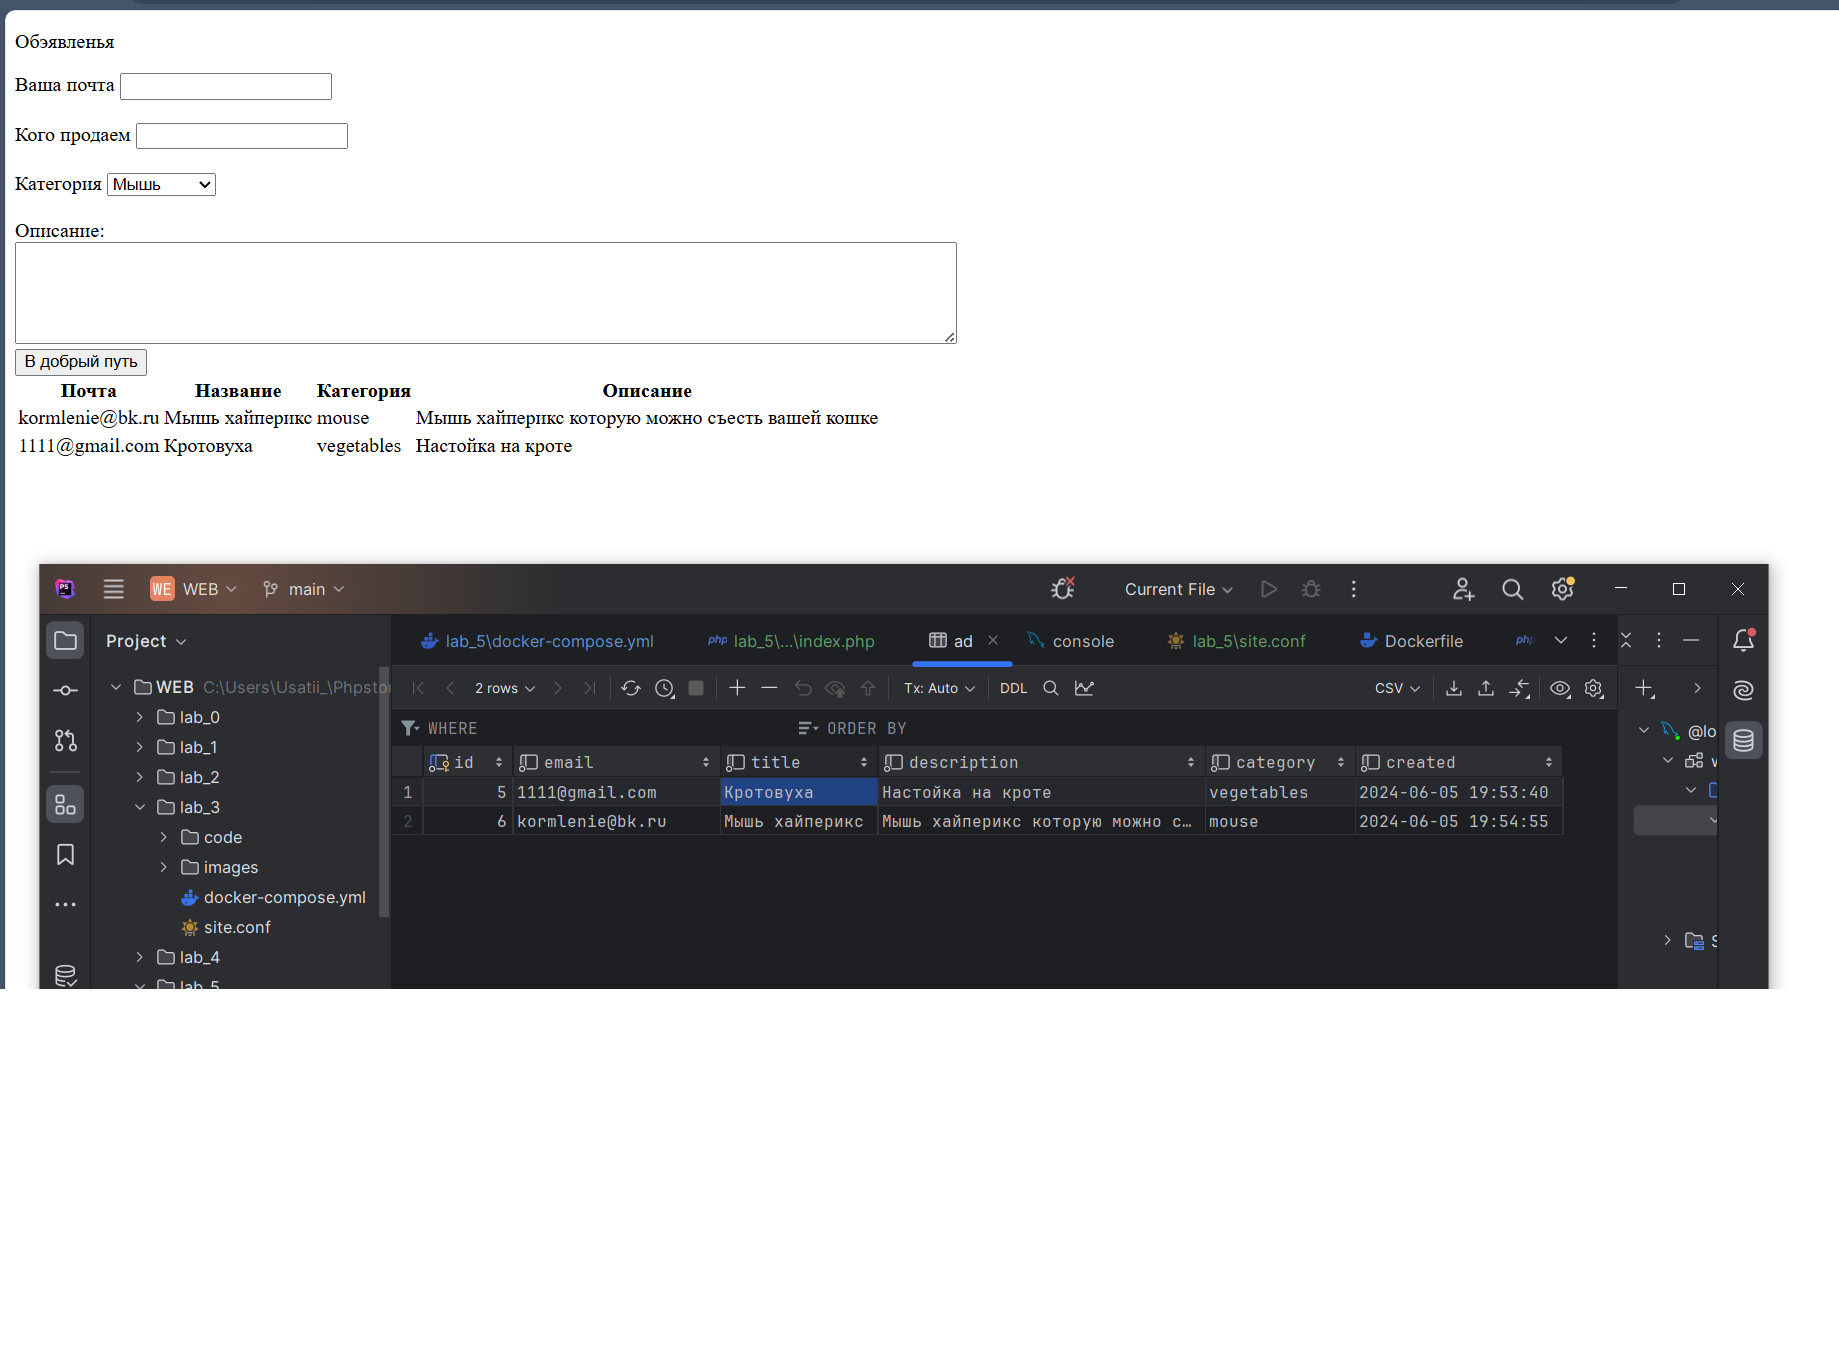 Обэявленья
Ваша почта
Кого продаем
Категория Мышь
Описание:
В добрый путь
Почта Название Категория Описание
kormlenie@bk.ru Мышь хайперикс mouse Мышь хайперикс которую можно съесть вашей кошке
1111@gmail.com Кротовуха vegetables Настойка на кроте
PS WE WEB main Current File
Project lab_5\docker-compose.yml php lab_5\...\index.php ad console lab_5\site.conf Dockerfile php
WEB C:\Users\Usatii_\Phpstor 2 rows Tx: Auto DDL CSV
lab_0 WHERE ORDER BY @lo
lab_1 id email title description category created
lab_2 1 5 1111@gmail.com Кротовуха Настойка на кроте vegetables 2024-06-05 19:53:40
lab_3 2 6 kormlenie@bk.ru Мышь хайперикс Мышь хайперикс которую можно с… mouse 2024-06-05 19:54:55
code
images
docker-compose.yml
site.conf
lab_4
lab_5